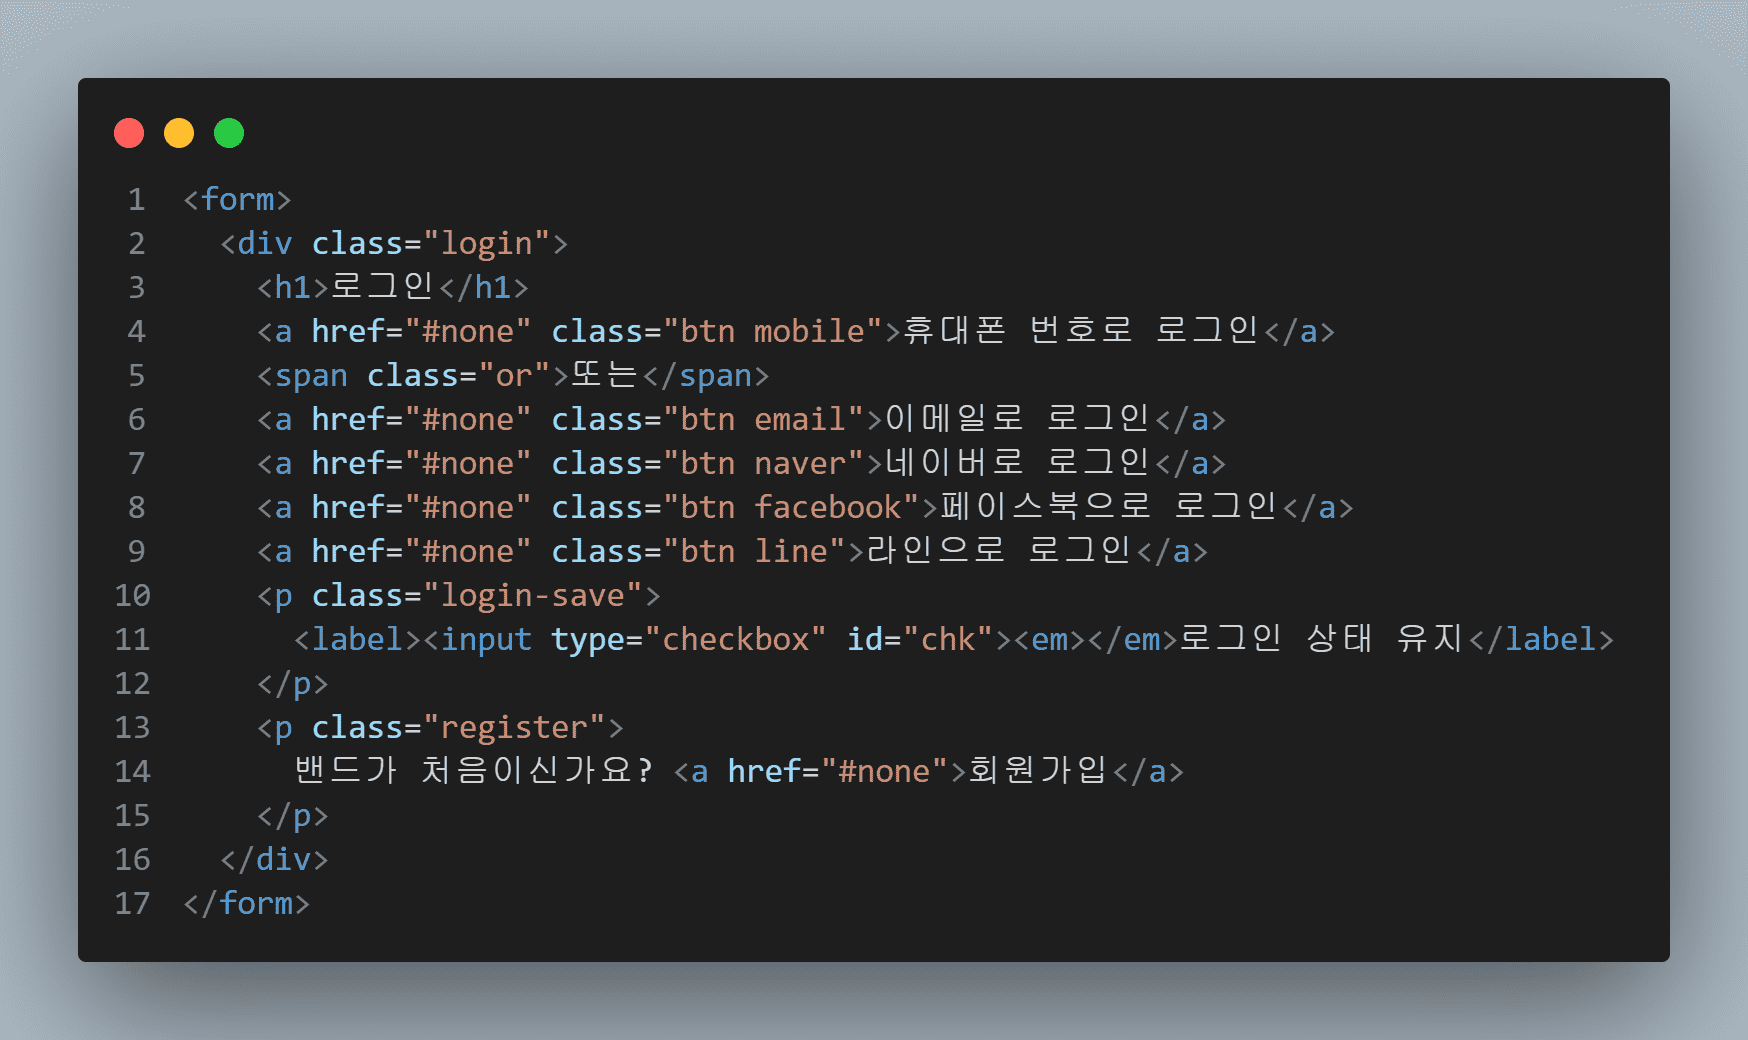 1 <form>
2   <div class="login">
3     <h1>로그인</h1>
4     <a href="#none" class="btn mobile">휴대폰 번호로 로그인</a>
5     <span class="or">또는</span>
6     <a href="#none" class="btn email">이메일로 로그인</a>
7     <a href="#none" class="btn naver">네이버로 로그인</a>
8     <a href="#none" class="btn facebook">페이스북으로 로그인</a>
9     <a href="#none" class="btn line">라인으로 로그인</a>
10     <p class="login-save">
11       <label><input type="checkbox" id="chk"><em></em>로그인 상태 유지</label>
12     </p>
13     <p class="register">
14       밴드가 처음이신가요? <a href="#none">회원가입</a>
15     </p>
16   </div>
17 </form>